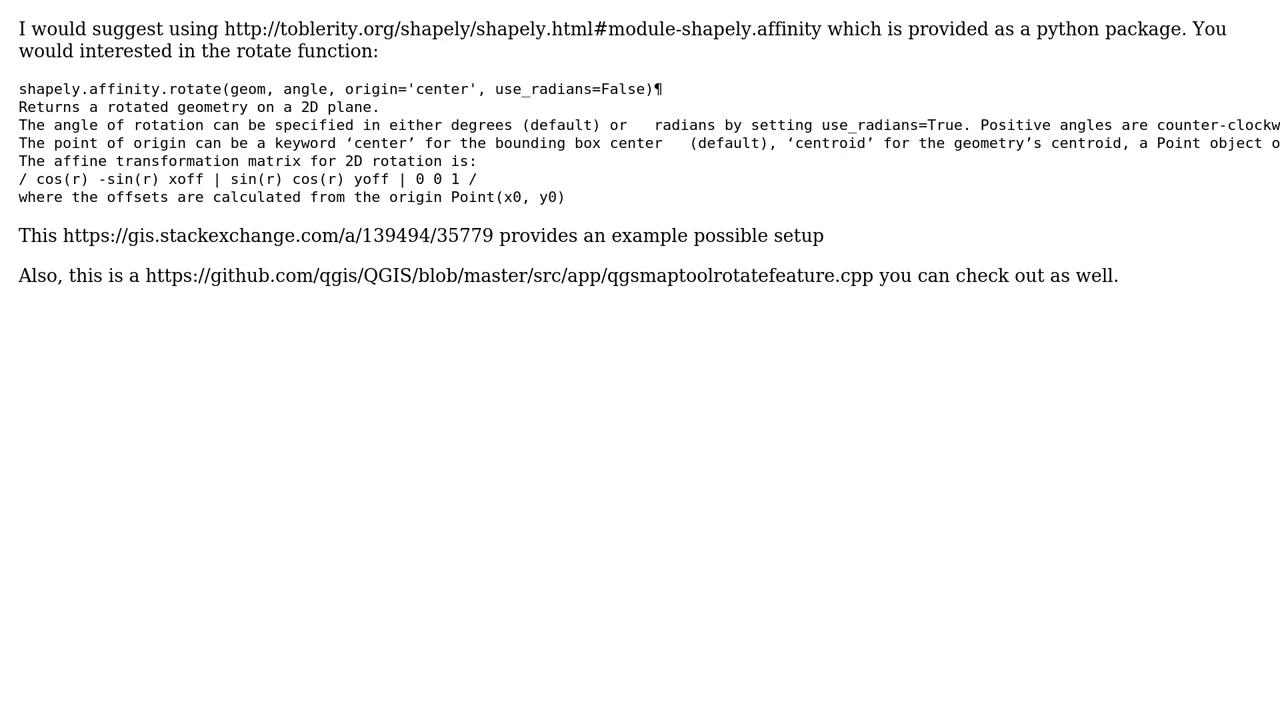 I would suggest using http://toblerity.org/shapely/shapely.html#module-shapely.affinity which is provided as a python package. You
would interested in the rotate function:
shapely.affinity.rotate(geom, angle, origin='center', use_radians=False)¶
Returns a rotated geometry on a 2D plane.
The angle of rotation can be specified in either degrees (default) or   radians by setting use_radians=True. Positive angles are
The point of origin can be a keyword ‘center’ for the bounding box center   (default), ‘centroid’ for the geometry’s centroid, a Point object
The affine transformation matrix for 2D rotation is:
/ cos(r) -sin(r) xoff | sin(r) cos(r) yoff | 0 0 1 /
where the offsets are calculated from the origin Point(x0, y0)
This https://gis.stackexchange.com/a/139494/35779 provides an example possible setup
Also, this is a https://github.com/qgis/QGIS/blob/master/src/app/qgsmaptoolrotatefeature.cpp you can check out as well.